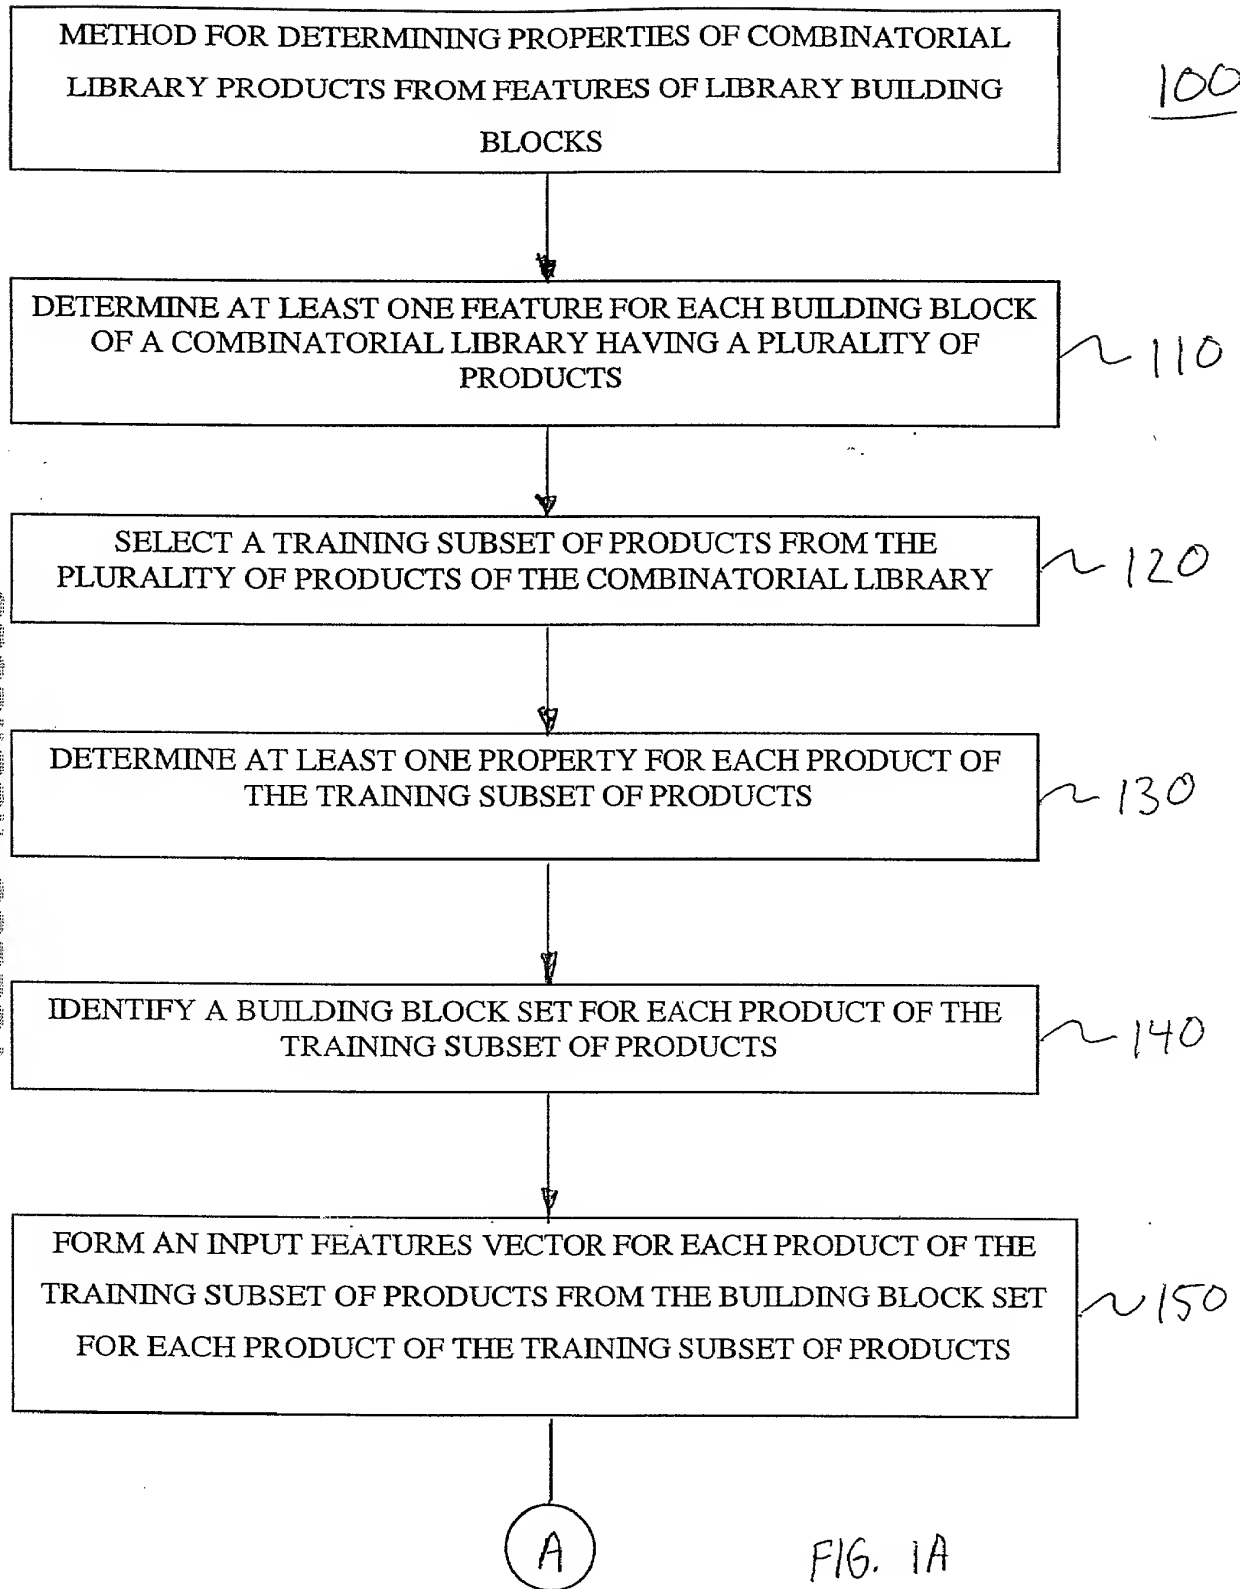 METHOD FOR DETERMINING PROPERTIES OF COMBINATORIAL
LIBRARY PRODUCTS FROM FEATURES OF LIBRARY BUILDING
BLOCKS
100
DETERMINE AT LEAST ONE FEATURE FOR EACH BUILDING BLOCK
OF A COMBINATORIAL LIBRARY HAVING A PLURALITY OF
PRODUCTS
110
SELECT A TRAINING SUBSET OF PRODUCTS FROM THE
PLURALITY OF PRODUCTS OF THE COMBINATORIAL LIBRARY
120
DETERMINE AT LEAST ONE PROPERTY FOR EACH PRODUCT OF
THE TRAINING SUBSET OF PRODUCTS
130
IDENTIFY A BUILDING BLOCK SET FOR EACH PRODUCT OF THE
TRAINING SUBSET OF PRODUCTS
140
FORM AN INPUT FEATURES VECTOR FOR EACH PRODUCT OF THE
TRAINING SUBSET OF PRODUCTS FROM THE BUILDING BLOCK SET
FOR EACH PRODUCT OF THE TRAINING SUBSET OF PRODUCTS
150
A
FIG. 1A